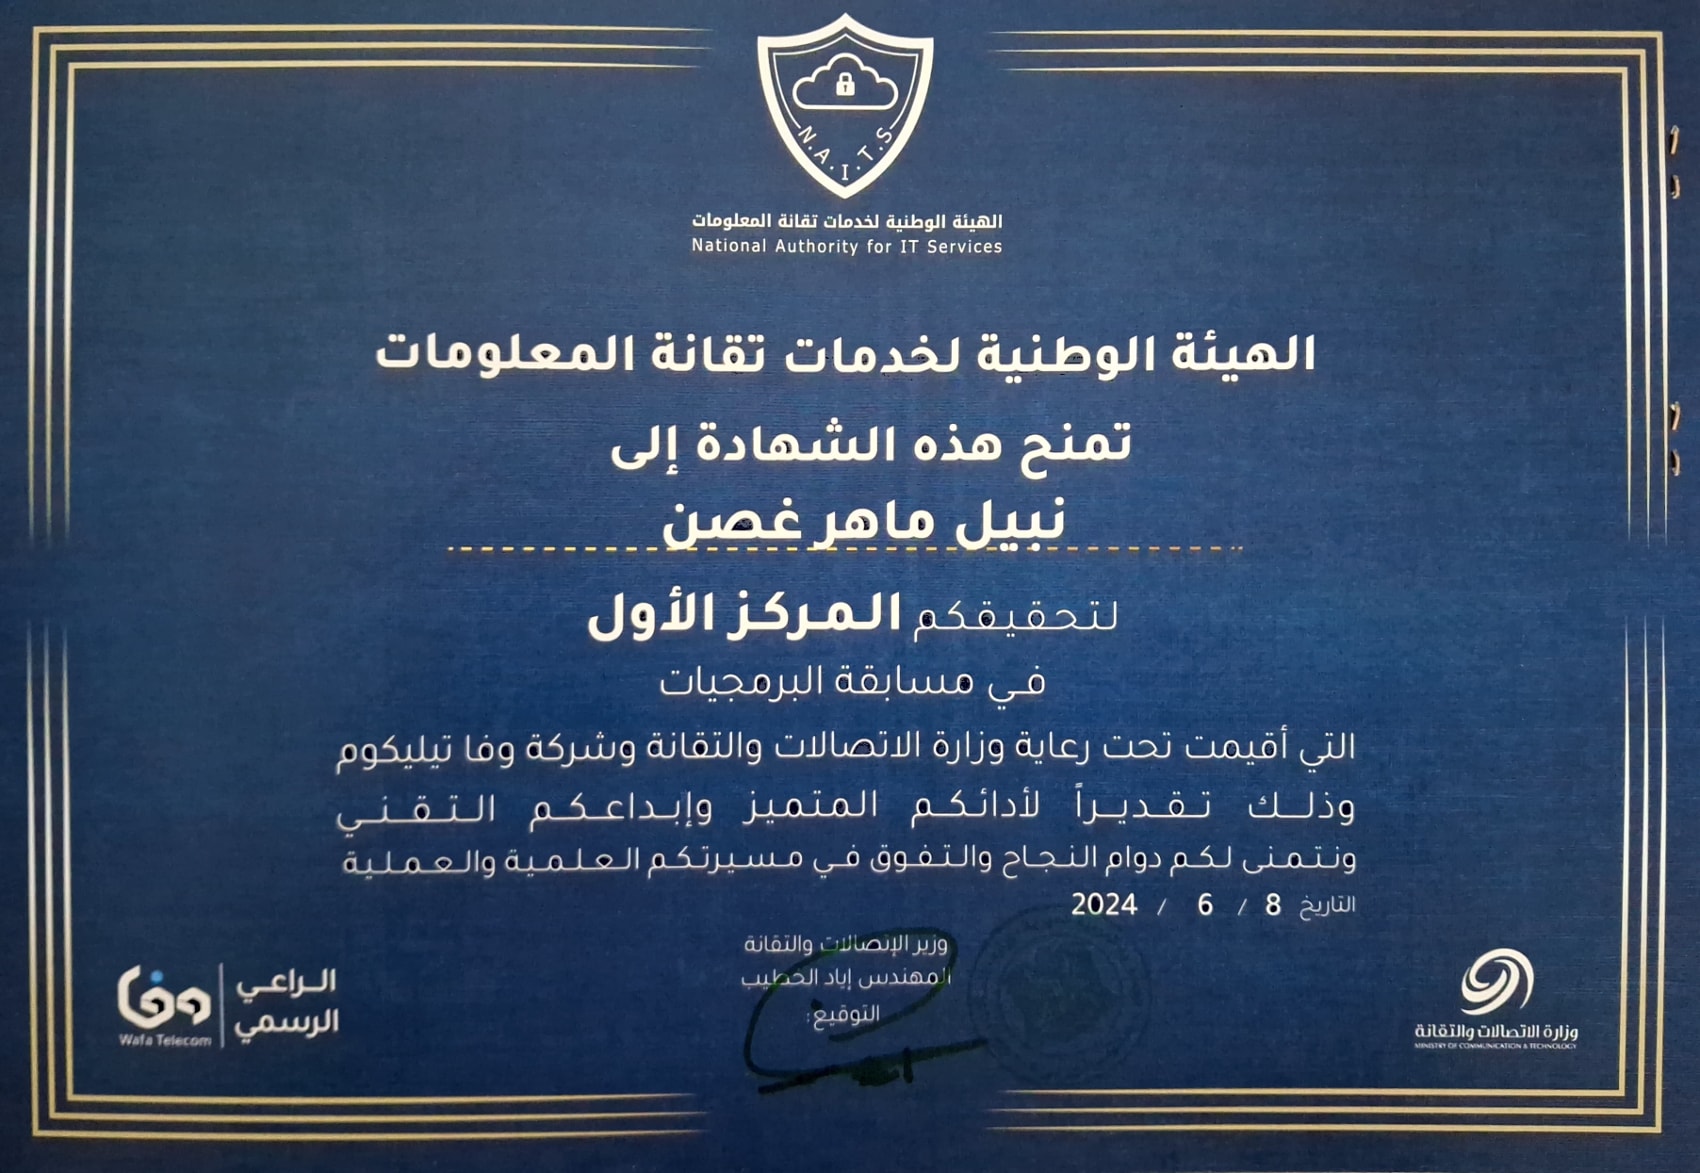 N.A.I.T.S
الهيئة الوطنية لخدمات تقانة المعلومات
National Authority for IT Services
الهيئة الوطنية لخدمات تقانة المعلومات
تمنح هذه الشهادة إلى
نبيل ماهر غصن
لتحقيقكم المركز الأول
في مسابقة البرمجيات
التي أقيمت تحت رعاية وزارة الاتصالات والتقانة وشركة وفا تيليكوم
وذلك تقديراً لأدائكم المتميز وإبداعكم التقني
ونتمنى لكم دوام النجاح والتفوق في مسيرتكم العلمية والعملية
التاريخ 8 / 6 / 2024
وزير الإتصالات والتقانة
المهندس إياد الخطيب
التوقيع:
الراعي
الرسمي
وفا
Wafa Telecom
وزارة الاتصالات والتقانة
MINISTRY OF COMMUNICATION & TECHNOLOGY